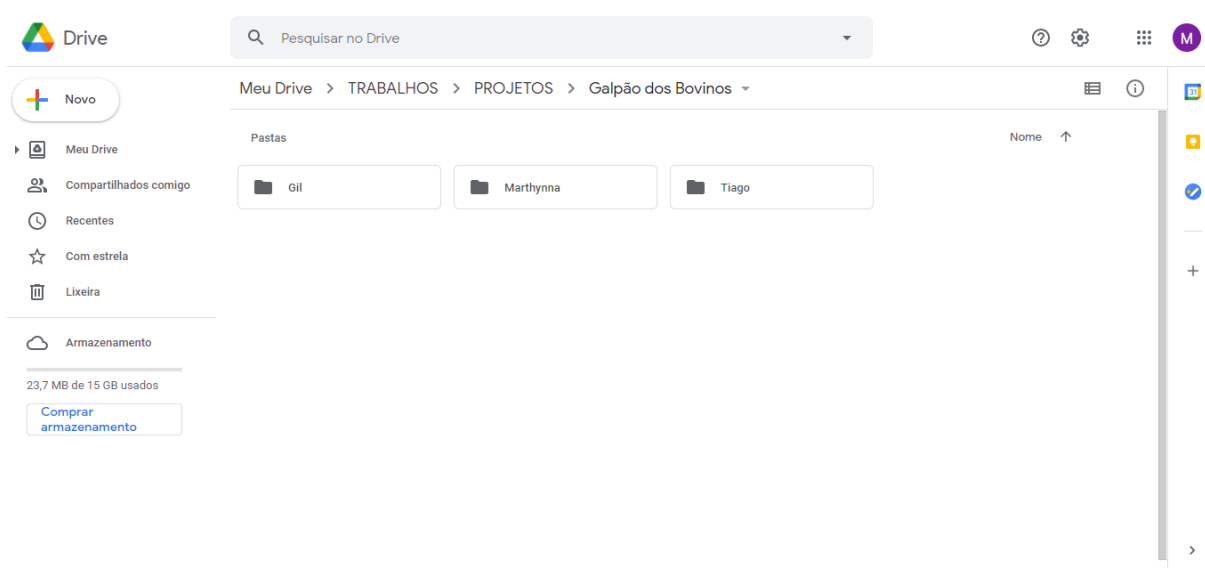 Drive
Pesquisar no Drive
M
Novo
Meu Drive > TRABALHOS > PROJETOS > Galpão dos Bovinos
31
Pastas
Nome
Meu Drive
Compartilhados comigo
Recentes
Com estrela
Lixeira
Gil
Marthynna
Tiago
Armazenamento
23,7 MB de 15 GB usados
Comprar
armazenamento